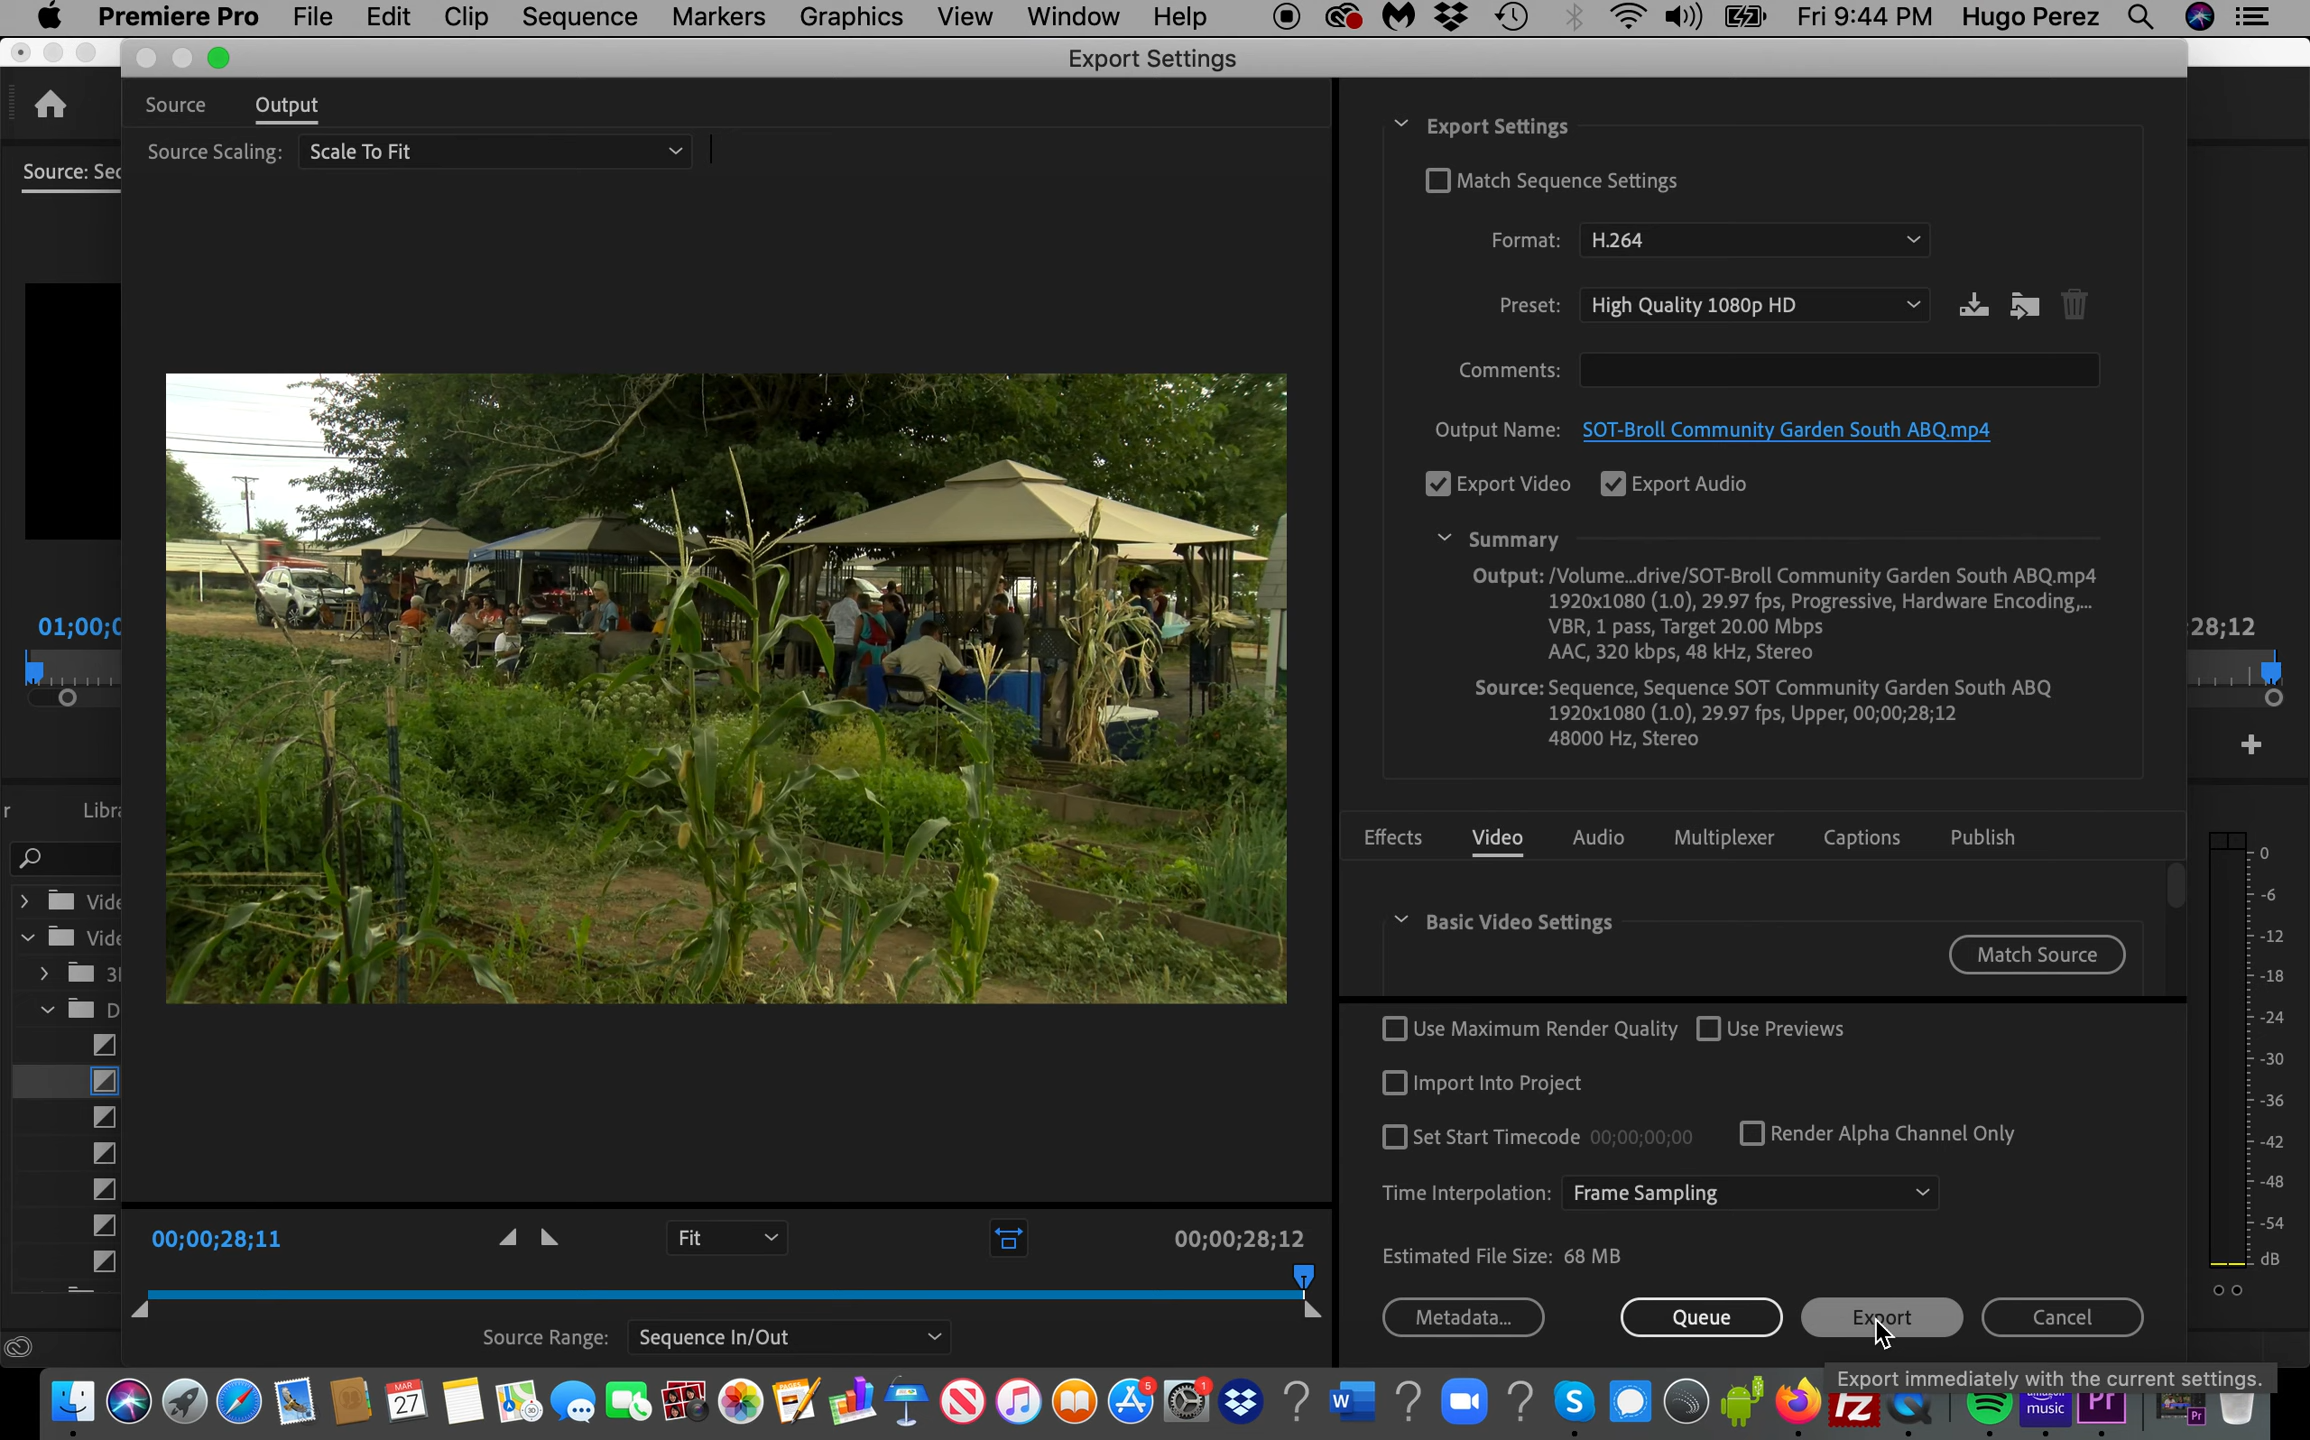 Premiere Pro File Edit Clip Sequence Markers Graphics View Window Help Fri 9:44 PM Hugo Perez
Export Settings
Source Output
Source Scaling: Scale To Fit
Source: Sec
01;00;0
r Libra
Vide
Vide
3I
D
00;00;28;11 Fit 00;00;28;12
Source Range: Sequence In/Out
Export Settings
Match Sequence Settings
Format: H.264
Preset: High Quality 1080p HD
Comments:
Output Name: SOT-Broll Community Garden South ABQ.mp4
Export Video Export Audio
Summary
Output: /Volume...drive/SOT-Broll Community Garden South ABQ.mp4
1920x1080 (1.0), 29.97 fps, Progressive, Hardware Encoding,...
VBR, 1 pass, Target 20.00 Mbps
AAC, 320 kbps, 48 kHz, Stereo
Source: Sequence, Sequence SOT Community Garden South ABQ
1920x1080 (1.0), 29.97 fps, Upper, 00;00;28;12
48000 Hz, Stereo
Effects Video Audio Multiplexer Captions Publish
Basic Video Settings
Match Source
Use Maximum Render Quality Use Previews
Import Into Project
Set Start Timecode 00;00;00;00 Render Alpha Channel Only
Time Interpolation: Frame Sampling
Estimated File Size: 68 MB
Metadata... Queue Export Cancel
Export immediately with the current settings.
:28;12
0
-6
-12
-18
-24
-30
-36
-42
-48
-54
dB
MAR
27
5
1
W
S
FZ
amazon
music
Pr
Pr